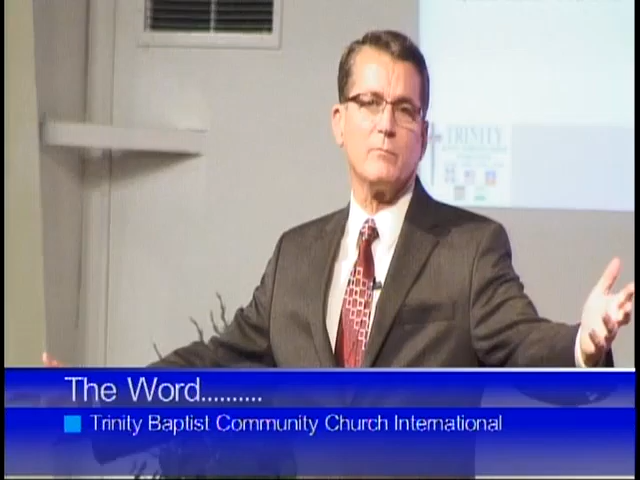 TRINITY
The Word..........
Trinity Baptist Community Church International